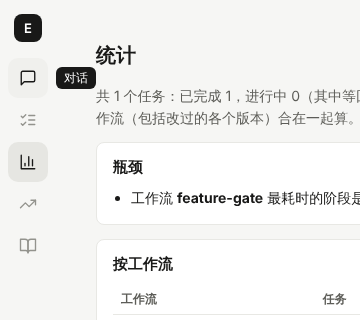 E
对话
统计
共 1 个任务：已完成 1，进行中 0（其中等
作流（包括改过的各个版本）合在一起算。
瓶颈
工作流 feature-gate 最耗时的阶段是
按工作流
工作流 任务